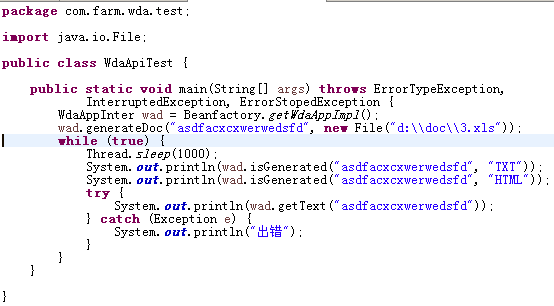 package com.farm.wda.test;
import java.io.File;
public class WdaApiTest {
public static void main(String[] args) throws ErrorTypeException,
InterruptedException, ErrorStopedException {
WdaAppInter wad = Beanfactory.getWdaAppImpl();
wad.generateDoc("asdfacxcxwerwedsfd", new File("d:\\doc\\3.xls"));
while (true) {
Thread.sleep(1000);
System.out.println(wad.isGenerated("asdfacxcxwerwedsfd", "TXT"));
System.out.println(wad.isGenerated("asdfacxcxwerwedsfd", "HTML"));
try {
System.out.println(wad.getText("asdfacxcxwerwedsfd"));
} catch (Exception e) {
System.out.println("出错");
}
}
}
}